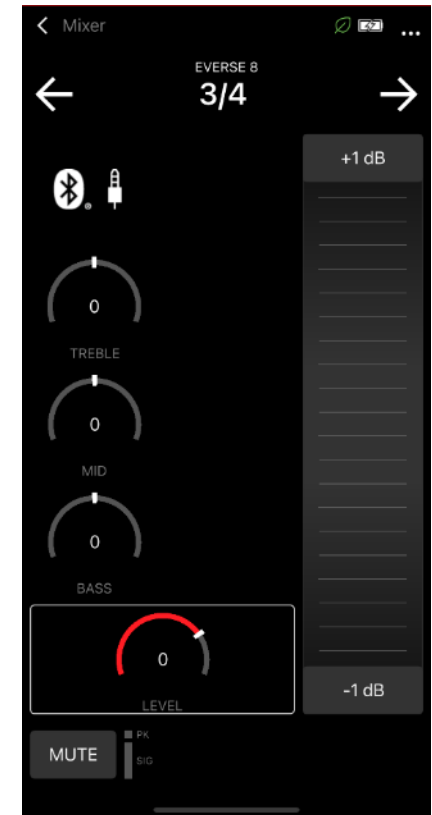 Mixer
...
EVERSE 8
3/4
+1 dB
0
TREBLE
0
MID
0
BASS
0
LEVEL
-1 dB
MUTE
PK
SIG